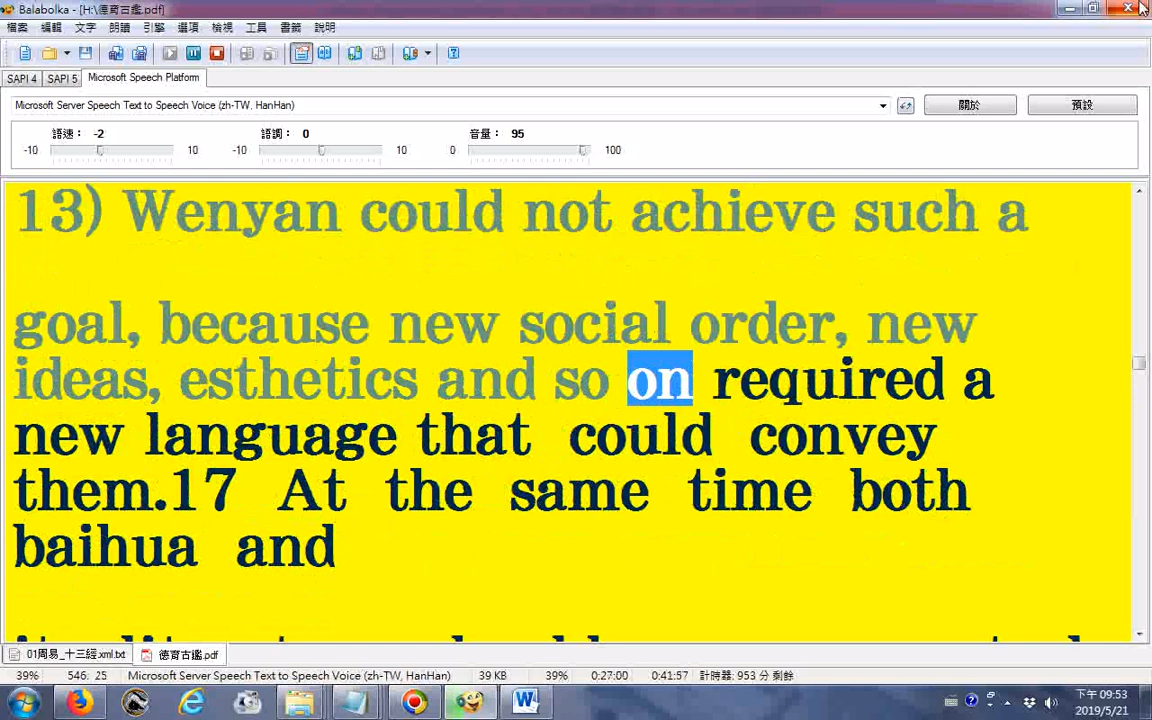 Balabolka - [H:\德育古鑑.pdf]
檔案 編輯 文字 朗讀 引擎 選項 檢視 工具 書籤 說明
SAPI 4 SAPI 5 Microsoft Speech Platform
Microsoft Server Speech Text to Speech Voice (zh-TW, HanHan) 關於 預設
語速： -2 語調： 0 音量： 95
-10 10 -10 10 0 100
13) Wenyan could not achieve such a
goal, because new social order, new
ideas, esthetics and so on required a
new language that could convey
them.17 At the same time both
baihua and
01周易_十三經.xml.txt 德育古鑑.pdf
39% 546: 25 Microsoft Server Speech Text to Speech Voice (zh-TW, HanHan) 39 KB 39% 0:27:00 0:41:57 計時器: 953 分 剩餘
下午 09:53
2019/5/21